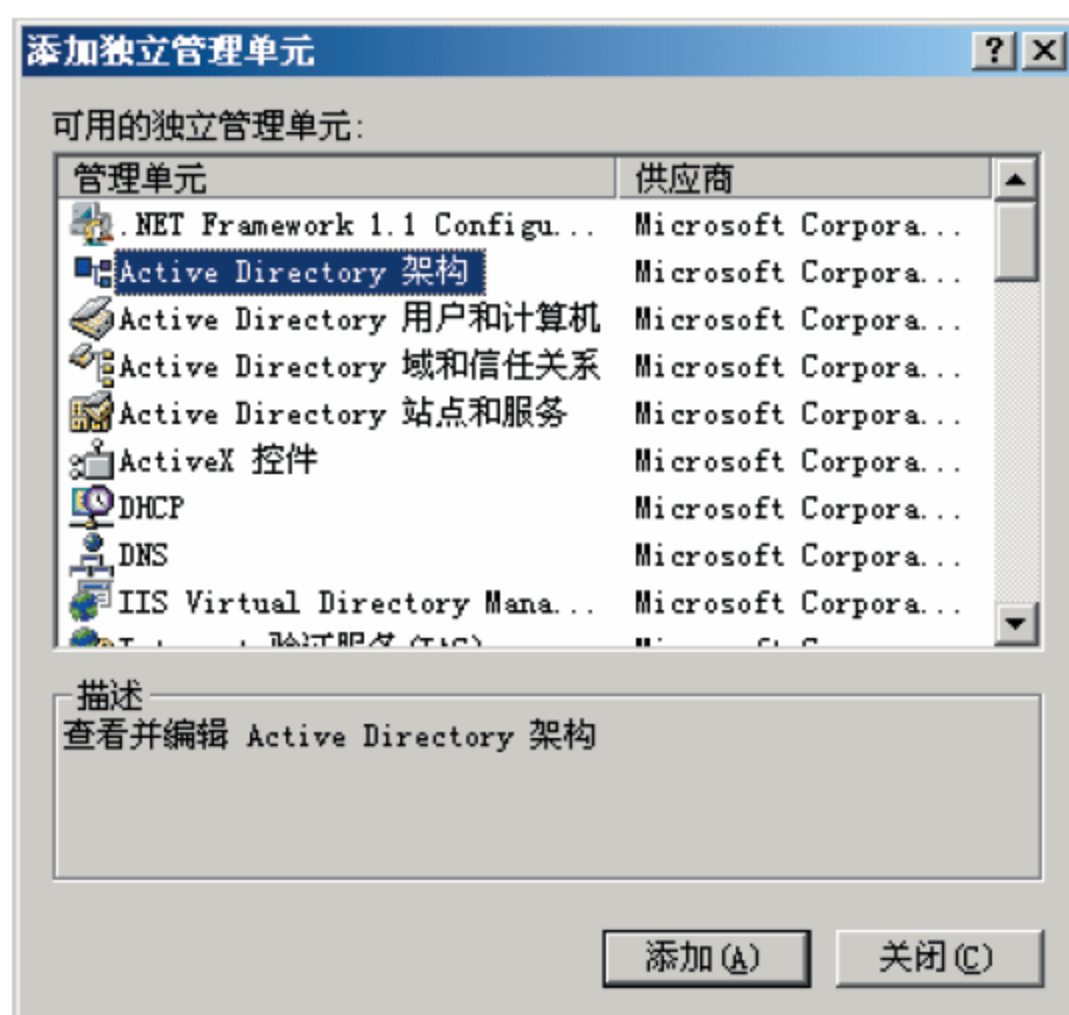 添加独立管理单元
可用的独立管理单元:
管理单元 供应商
.NET Framework 1.1 Configu... Microsoft Corpora...
Active Directory 架构 Microsoft Corpora...
Active Directory 用户和计算机 Microsoft Corpora...
Active Directory 域和信任关系 Microsoft Corpora...
Active Directory 站点和服务 Microsoft Corpora...
ActiveX 控件 Microsoft Corpora...
DHCP Microsoft Corpora...
DNS Microsoft Corpora...
IIS Virtual Directory Mana... Microsoft Corpora...
描述
查看并编辑 Active Directory 架构
添加(A) 关闭(C)